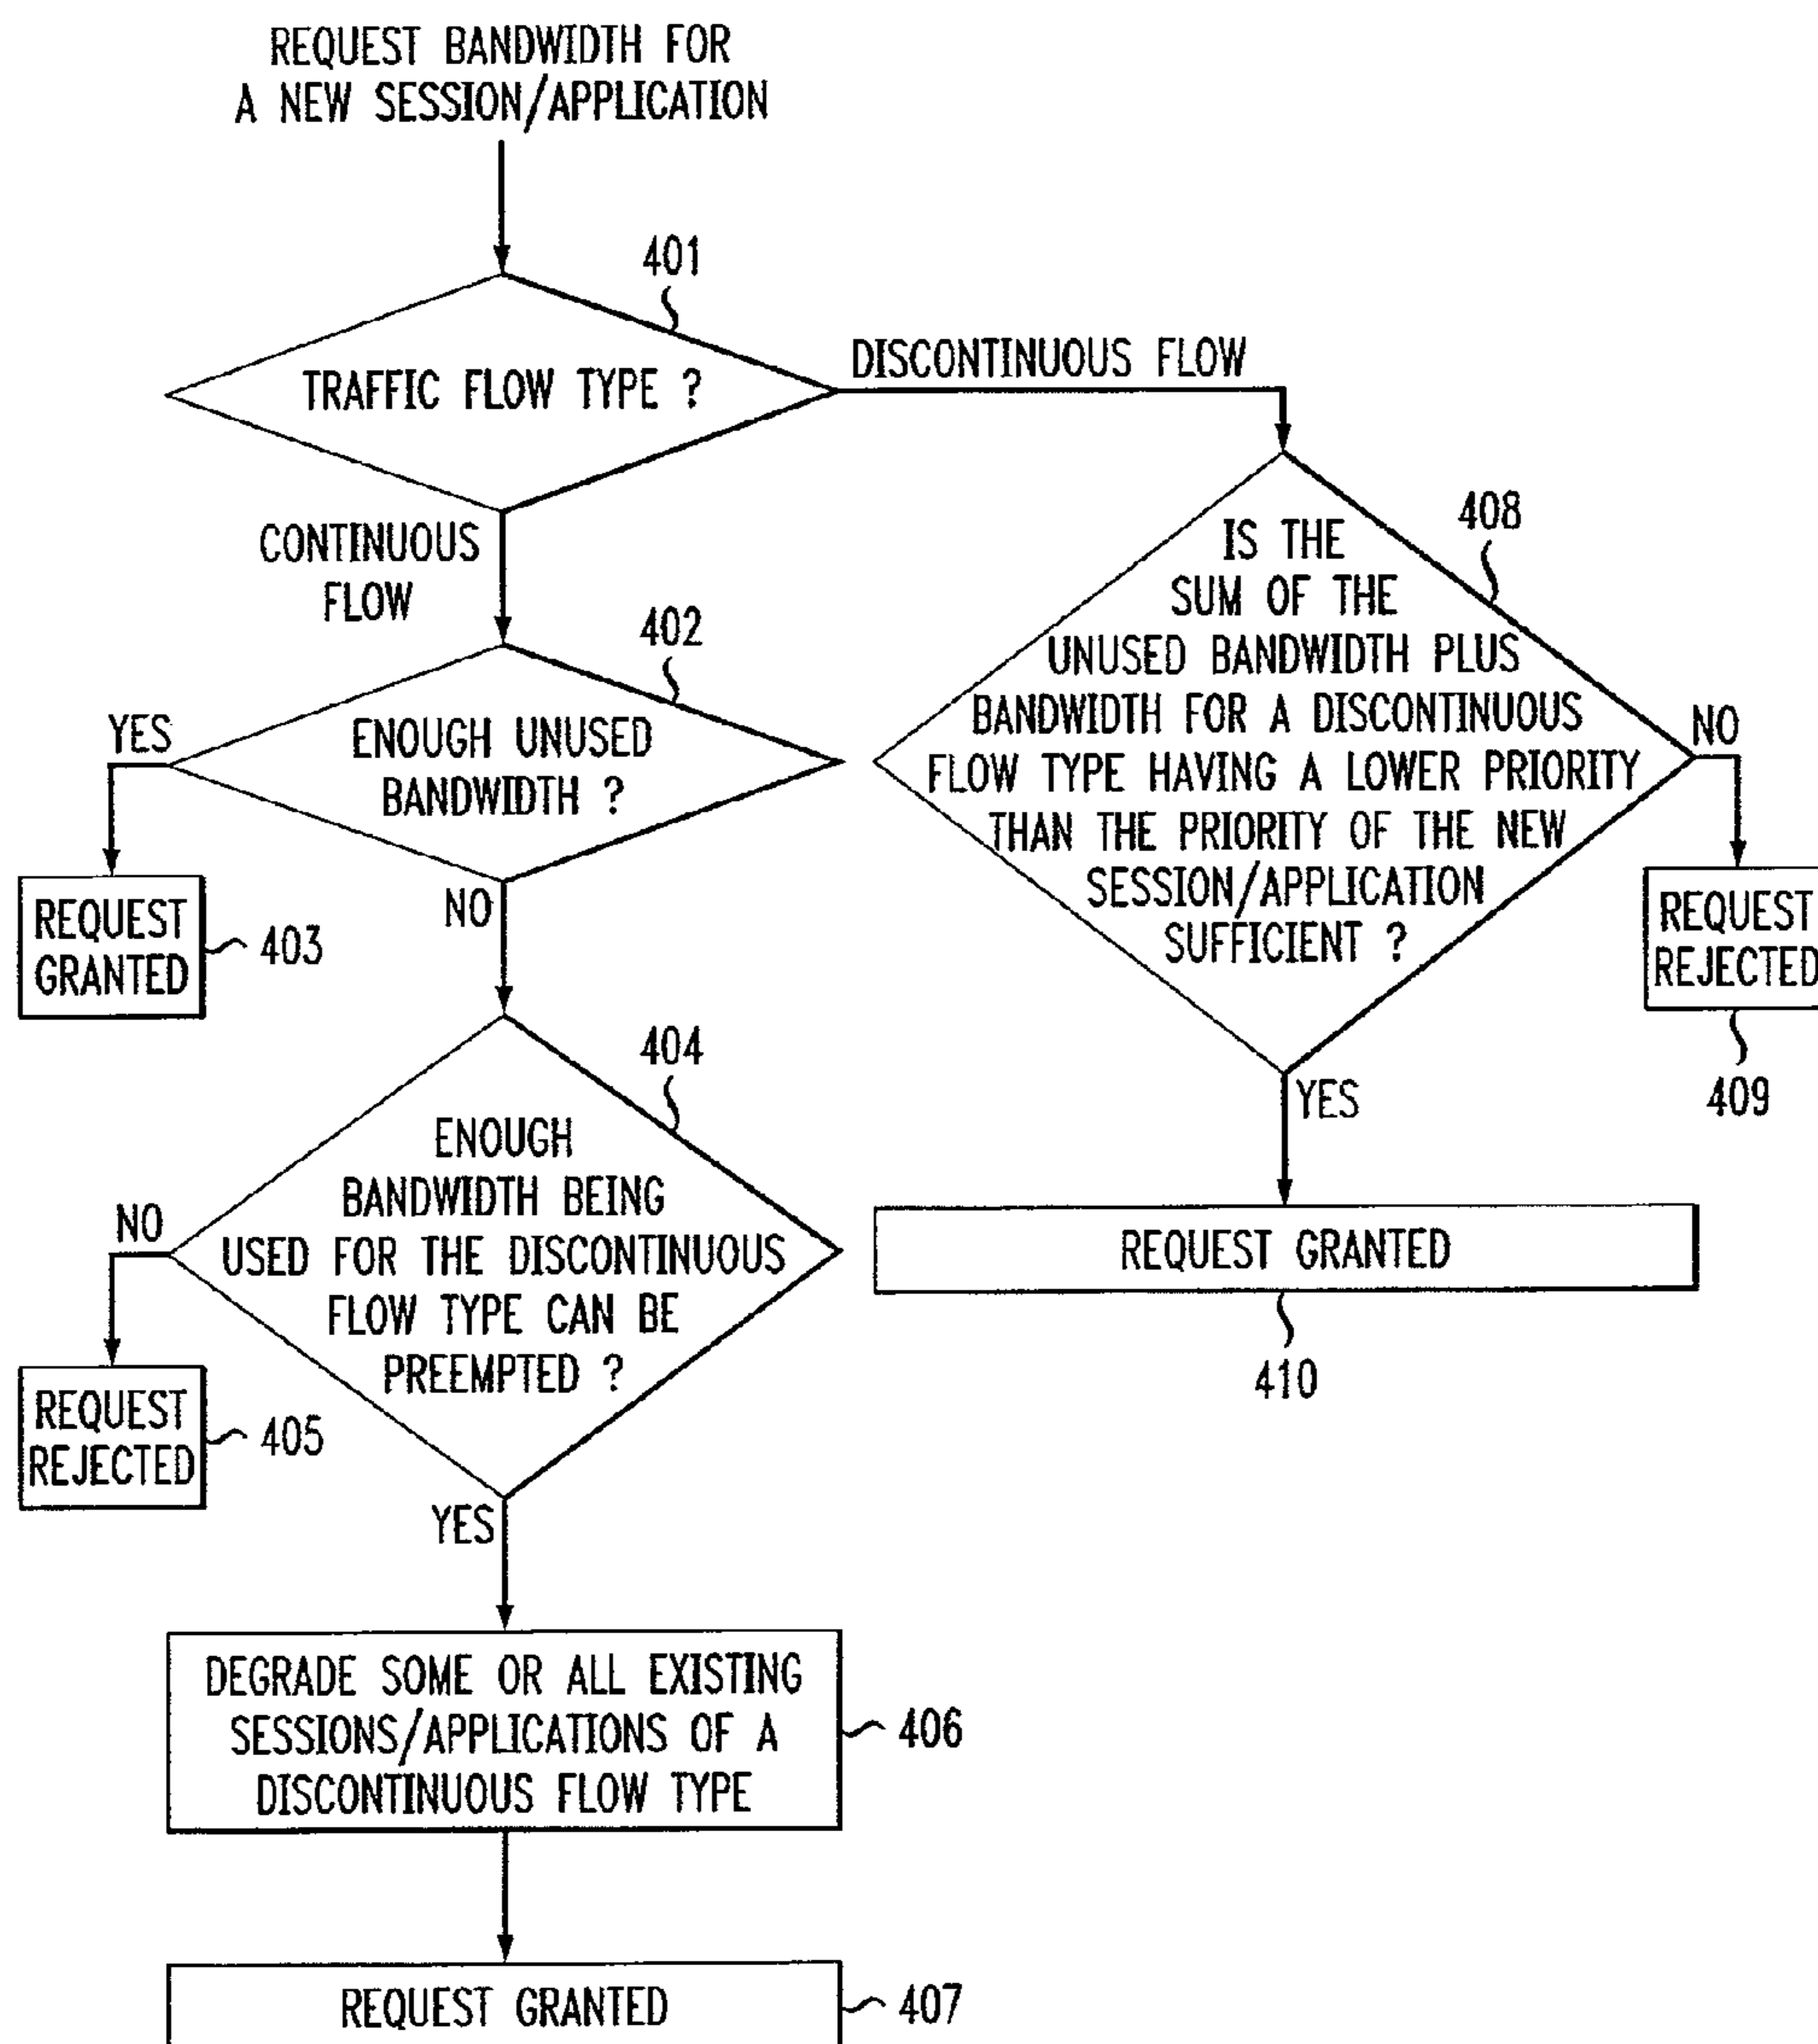 REQUEST BANDWIDTH FOR
A NEW SESSION/APPLICATION
401
TRAFFIC FLOW TYPE ?
DISCONTINUOUS FLOW
CONTINUOUS
FLOW
402
ENOUGH UNUSED
BANDWIDTH ?
YES
REQUEST
GRANTED
403
NO
404
ENOUGH
BANDWIDTH BEING
USED FOR THE DISCONTINUOUS
FLOW TYPE CAN BE
PREEMPTED ?
NO
REQUEST
REJECTED
405
YES
DEGRADE SOME OR ALL EXISTING
SESSIONS/APPLICATIONS OF A
DISCONTINUOUS FLOW TYPE
406
REQUEST GRANTED
407
408
IS THE
SUM OF THE
UNUSED BANDWIDTH PLUS
BANDWIDTH FOR A DISCONTINUOUS
FLOW TYPE HAVING A LOWER PRIORITY
THAN THE PRIORITY OF THE NEW
SESSION/APPLICATION
SUFFICIENT ?
NO
REQUEST
REJECTED
409
YES
REQUEST GRANTED
410